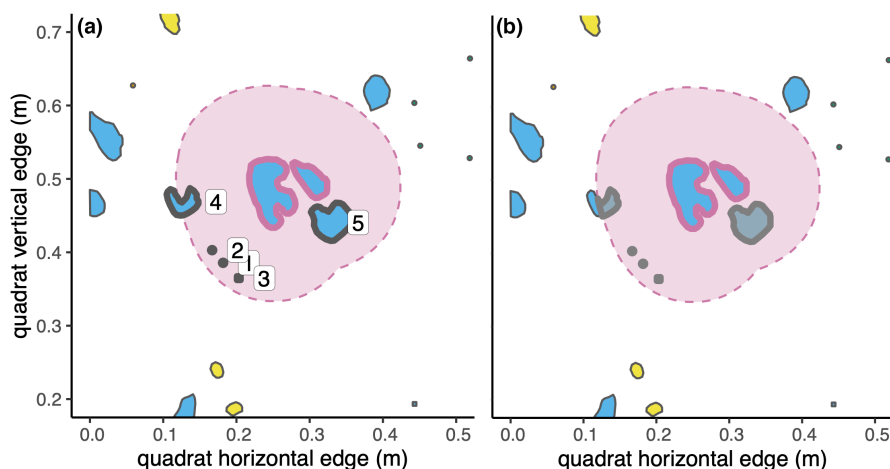 (a)
(b)
0.7
0.6
0.5
0.4
0.3
0.2
quadrat vertical edge (m)
4
5
2
1
3
0.0 0.1 0.2 0.3 0.4 0.5
0.0 0.1 0.2 0.3 0.4 0.5
quadrat horizontal edge (m)
quadrat horizontal edge (m)